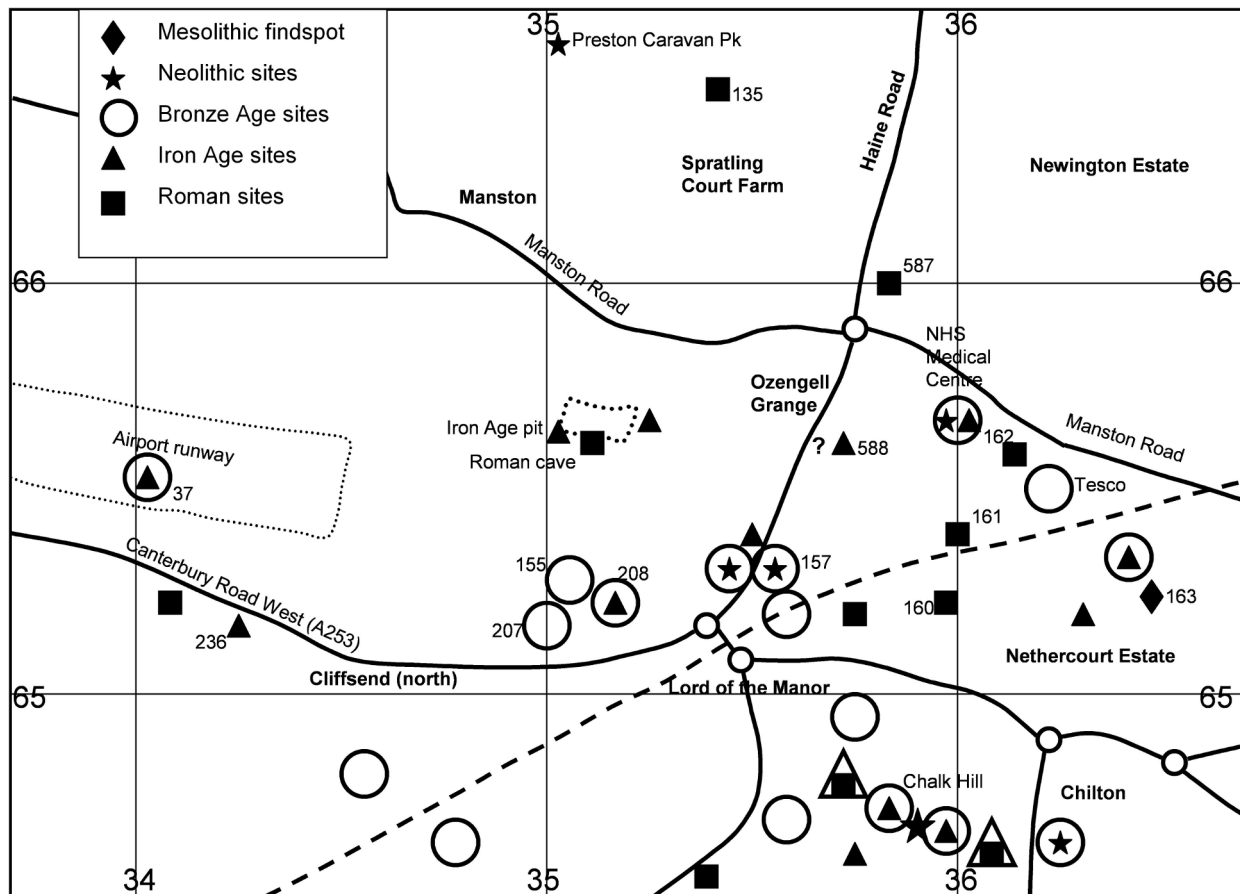 35
36
Mesolithic findspot
Neolithic sites
Bronze Age sites
Iron Age sites
Roman sites
Preston Caravan Pk
135
Haine Road
Spratling
Court Farm
Newington Estate
Manston
Manston Road
66
66
587
NHS
Medical
Centre
Ozengell
Grange
Iron Age pit
Roman cave
?
588
162
Manston Road
Airport runway
37
Tesco
161
Canterbury Road West (A253)
155
208
157
207
160
163
236
Nethercourt Estate
Cliffsend (north)
Lord of the Manor
65
65
Chalk Hill
Chilton
34
35
36